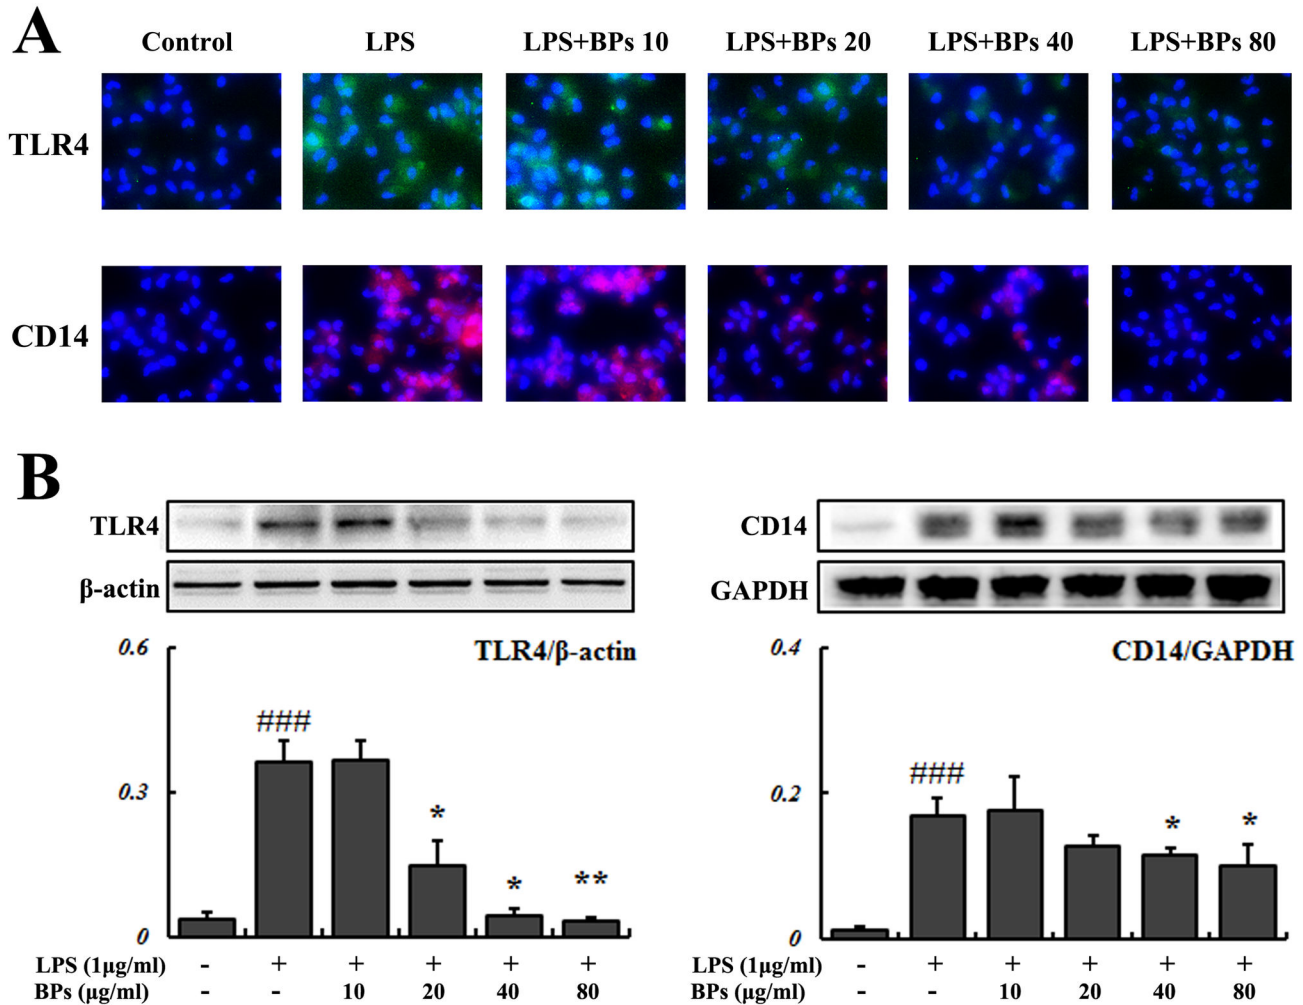 A
Control LPS LPS+BPs 10 LPS+BPs 20 LPS+BPs 40 LPS+BPs 80
TLR4
CD14
B
TLR4
β-actin
CD14
GAPDH
TLR4/β-actin
0.6
0.3
0
###
*
*
**
LPS (1μg/ml) - + + + + +
BPs (μg/ml) - - 10 20 40 80
CD14/GAPDH
0.4
0.2
0
###
*
*
LPS (1μg/ml) - + + + + +
BPs (μg/ml) - - 10 20 40 80